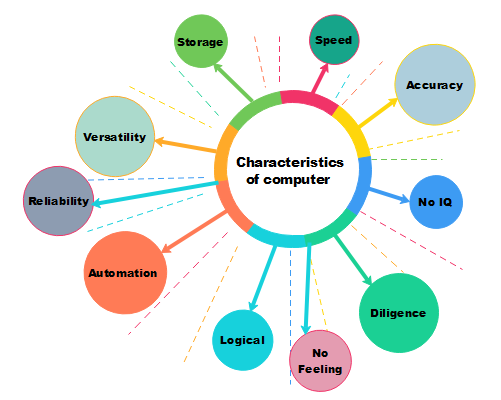 Storage
Speed
Accuracy
Versatility
Characteristics
of computer
Reliability
No IQ
Automation
Diligence
Logical
No
Feeling